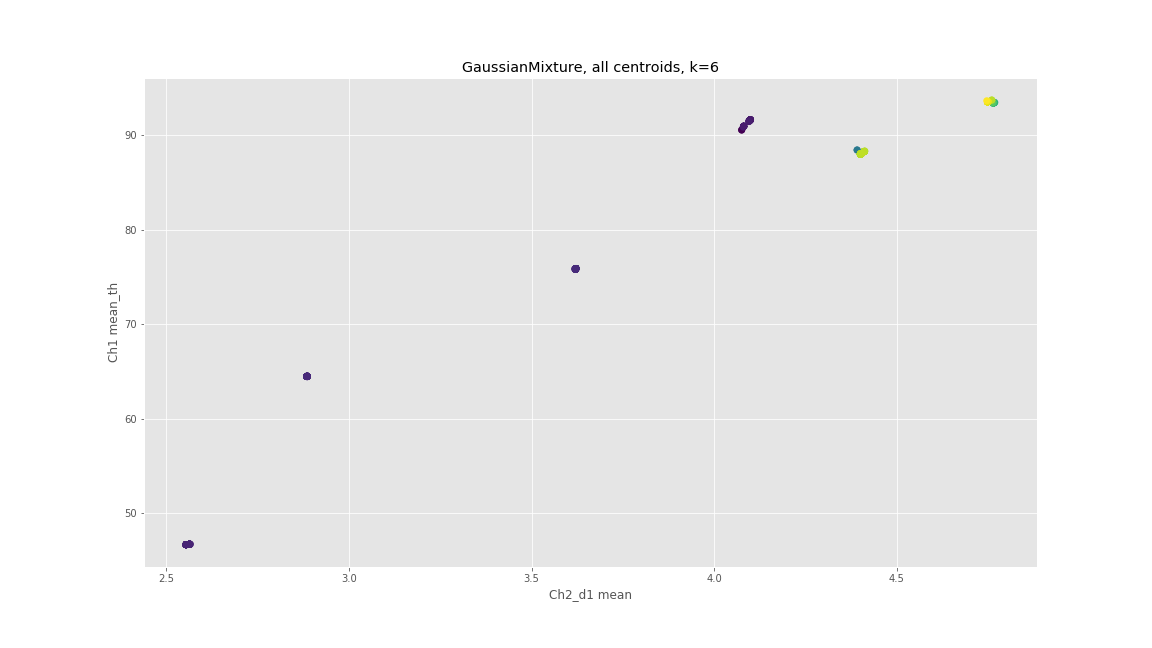 GaussianMixture, all centroids, k=6
90
80
70
60
50
Ch1 mean_th
2.5 3.0 3.5 4.0 4.5
Ch2_d1 mean